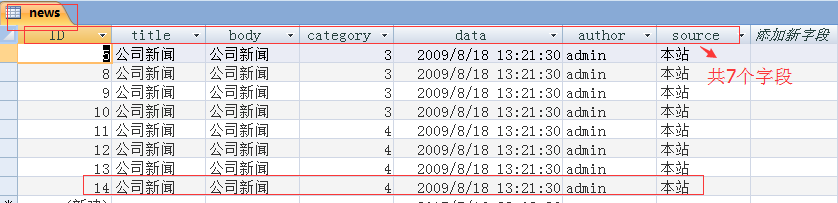 news
ID title body category data author source 添加新字段
5 公司新闻 公司新闻 3 2009/8/18 13:21:30 admin 本站
8 公司新闻 公司新闻 3 2009/8/18 13:21:30 admin 本站
共7个字段
9 公司新闻 公司新闻 3 2009/8/18 13:21:30 admin 本站
10 公司新闻 公司新闻 3 2009/8/18 13:21:30 admin 本站
11 公司新闻 公司新闻 4 2009/8/18 13:21:30 admin 本站
12 公司新闻 公司新闻 4 2009/8/18 13:21:30 admin 本站
13 公司新闻 公司新闻 4 2009/8/18 13:21:30 admin 本站
14 公司新闻 公司新闻 4 2009/8/18 13:21:30 admin 本站